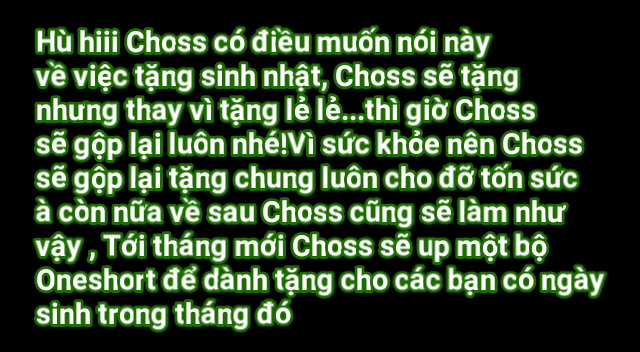 Hù hiii Choss có điều muốn nói này
về việc tặng sinh nhật, Choss sẽ tặng
nhưng thay vì tặng lẻ lẻ...thì giờ Choss
sẽ gộp lại luôn nhé!Vì sức khỏe nên Choss
sẽ gộp lại tặng chung luôn cho đỡ tốn sức
à còn nữa về sau Choss cũng sẽ làm như
vậy , Tới tháng mới Choss sẽ up một bộ
Oneshort để dành tặng cho các bạn có ngày
sinh trong tháng đó